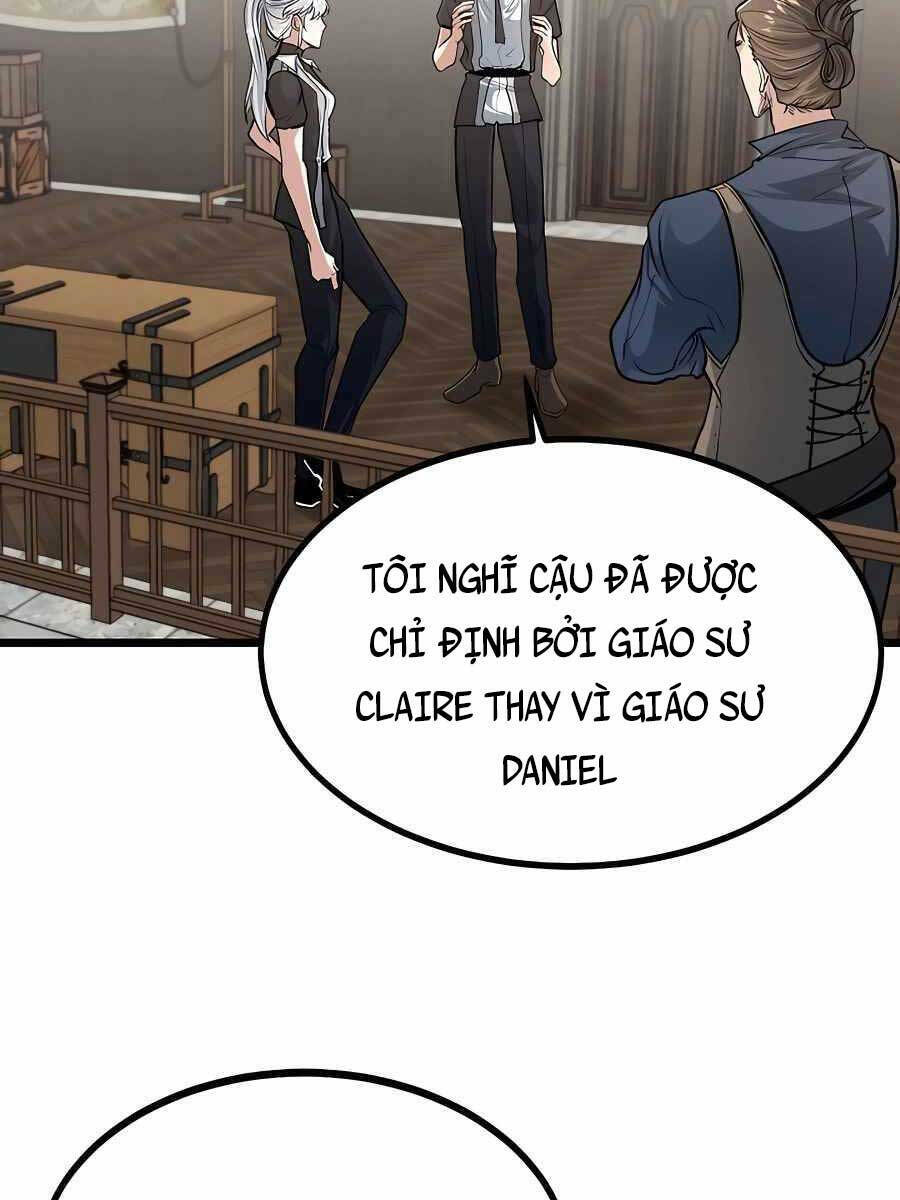 TÔI NGHĨ CẬU ĐÃ ĐƯỢC
CHỈ ĐỊNH BỞI GIÁO SƯ
CLAIRE THAY VÌ GIÁO SƯ
DANIEL